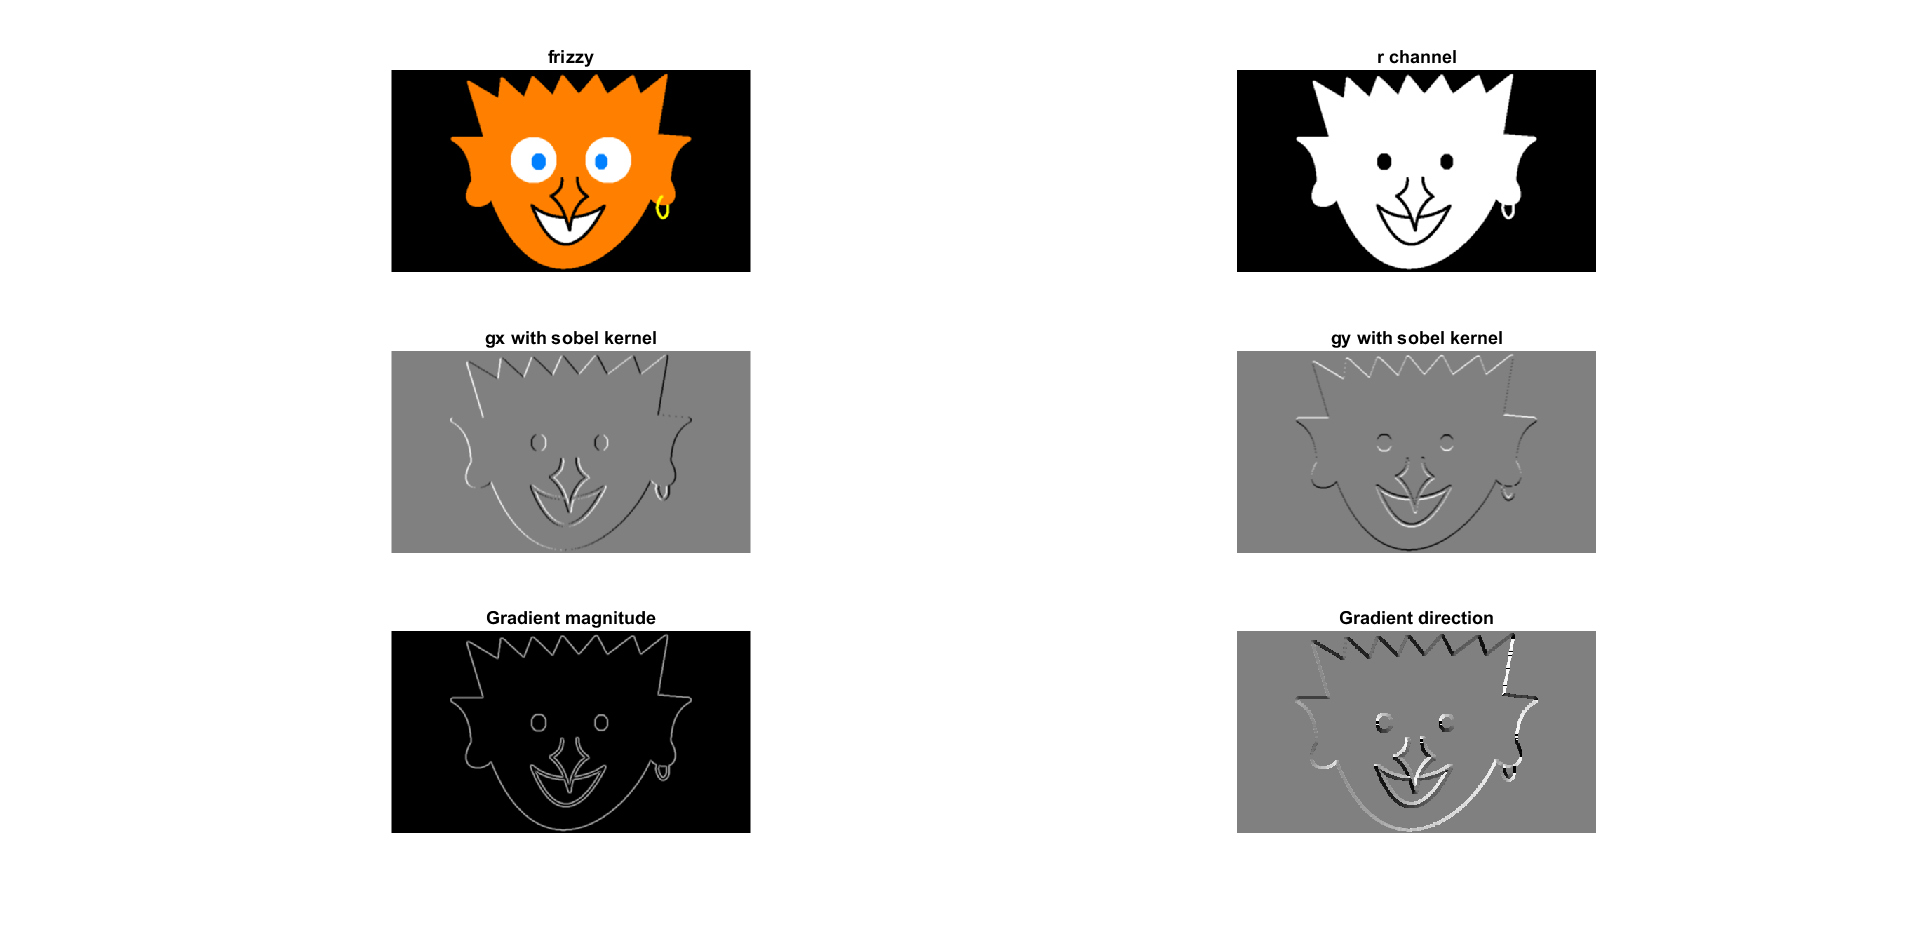 frizzy
r channel
gx with sobel kernel
gy with sobel kernel
Gradient magnitude
Gradient direction